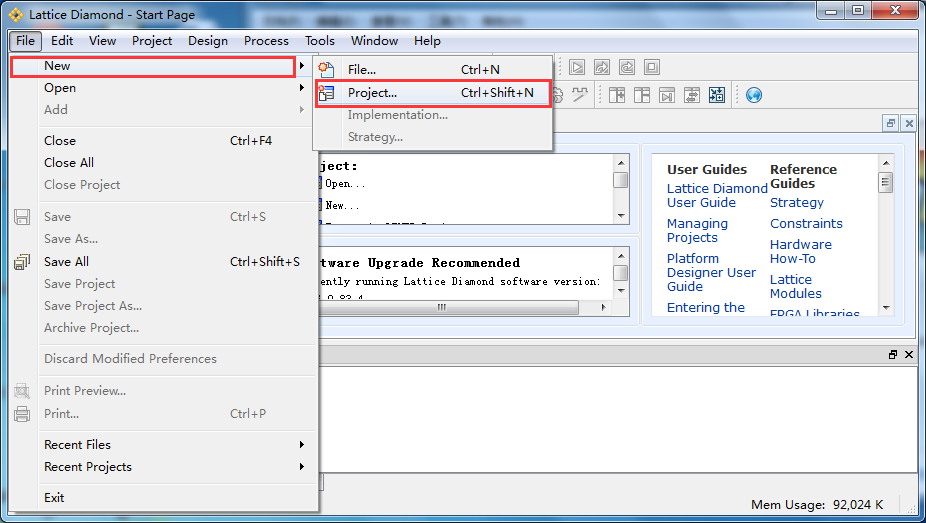 Lattice Diamond - Start Page
File Edit View Project Design Process Tools Window Help
New
Open
Add
Close Ctrl+F4
Close All
Close Project
Save Ctrl+S
Save As...
Save All Ctrl+Shift+S
Save Project
Save Project As...
Archive Project...
Discard Modified Preferences
Print Preview...
Print... Ctrl+P
Recent Files
Recent Projects
Exit
File... Ctrl+N
Project... Ctrl+Shift+N
Implementation...
Strategy...
ject:
Open...
New...
tware Upgrade Recommended
ently running Lattice Diamond software version:
User Guides
Lattice Diamond
User Guide
Managing
Projects
Platform
Designer User
Guide
Entering the
Reference
Guides
Strategy
Constraints
Hardware
How-To
Lattice
Modules
FPGA Libraries
Mem Usage: 92,024 K